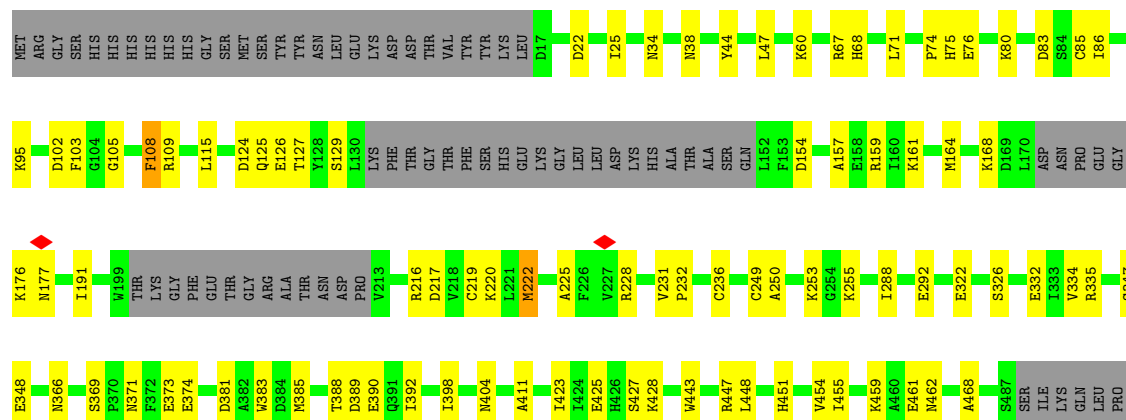 MET ARG GLY SER HIS HIS HIS HIS HIS HIS GLY SER MET SER TYR TYR ASN LEU GLU LYS ASP ASP THR VAL TYR TYR LYS LEU D17 D22 I25 N34 N38 Y44 L47 K60 R67 H68 L71 P74 H75 E76 K80 D83 S84 C85 I86
K95 D102 F103 G104 G105 F108 R109 L115 D124 Q125 E126 T127 Y128 S129 L130 LYS PHE THR GLY THR PHE SER HIS GLU LYS GLY LEU LEU ASP LYS HIS ALA THR ALA SER GLN L152 F153 D154 A157 E158 R159 I160 K161 M164 K168 D169 L170 ASP ASN PRO GLU GLY
K176 N177 I191 W199 THR LYS GLY PHE GLU THR GLY ARG ALA THR ASN ASP PRO V213 R216 D217 V218 C219 K220 L221 M222 A225 F226 V227 R228 V231 P232 C236 C249 A250 K253 G254 K255 I288 E292 E322 S326 E332 I333 V334 R335
E348 N366 S369 P370 N371 F372 E373 E374 D381 A382 W383 D384 M385 T388 D389 E390 Q391 I392 I398 N404 A411 I423 I424 E425 H426 S427 K428 W443 R447 L448 H451 V454 I455 K459 A460 E461 N462 A468 S487 SER ILE LYS GLN LEU PRO